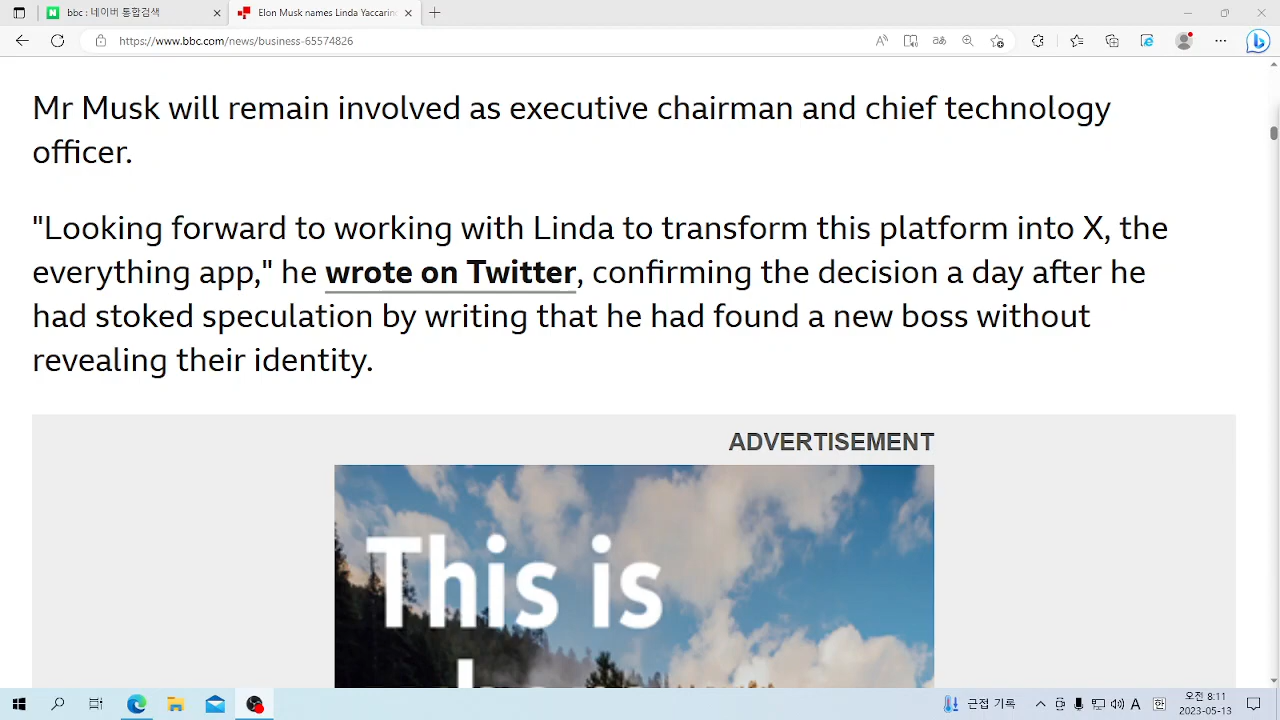 bbc : 네이버 통합검색
Elon Musk names Linda Yaccarino
https://www.bbc.com/news/business-65574826
Mr Musk will remain involved as executive chairman and chief technology
officer.
"Looking forward to working with Linda to transform this platform into X, the
everything app," he wrote on Twitter, confirming the decision a day after he
had stoked speculation by writing that he had found a new boss without
revealing their identity.
ADVERTISEMENT
This is
근접 기록
A
오전 8:11
2023-05-13